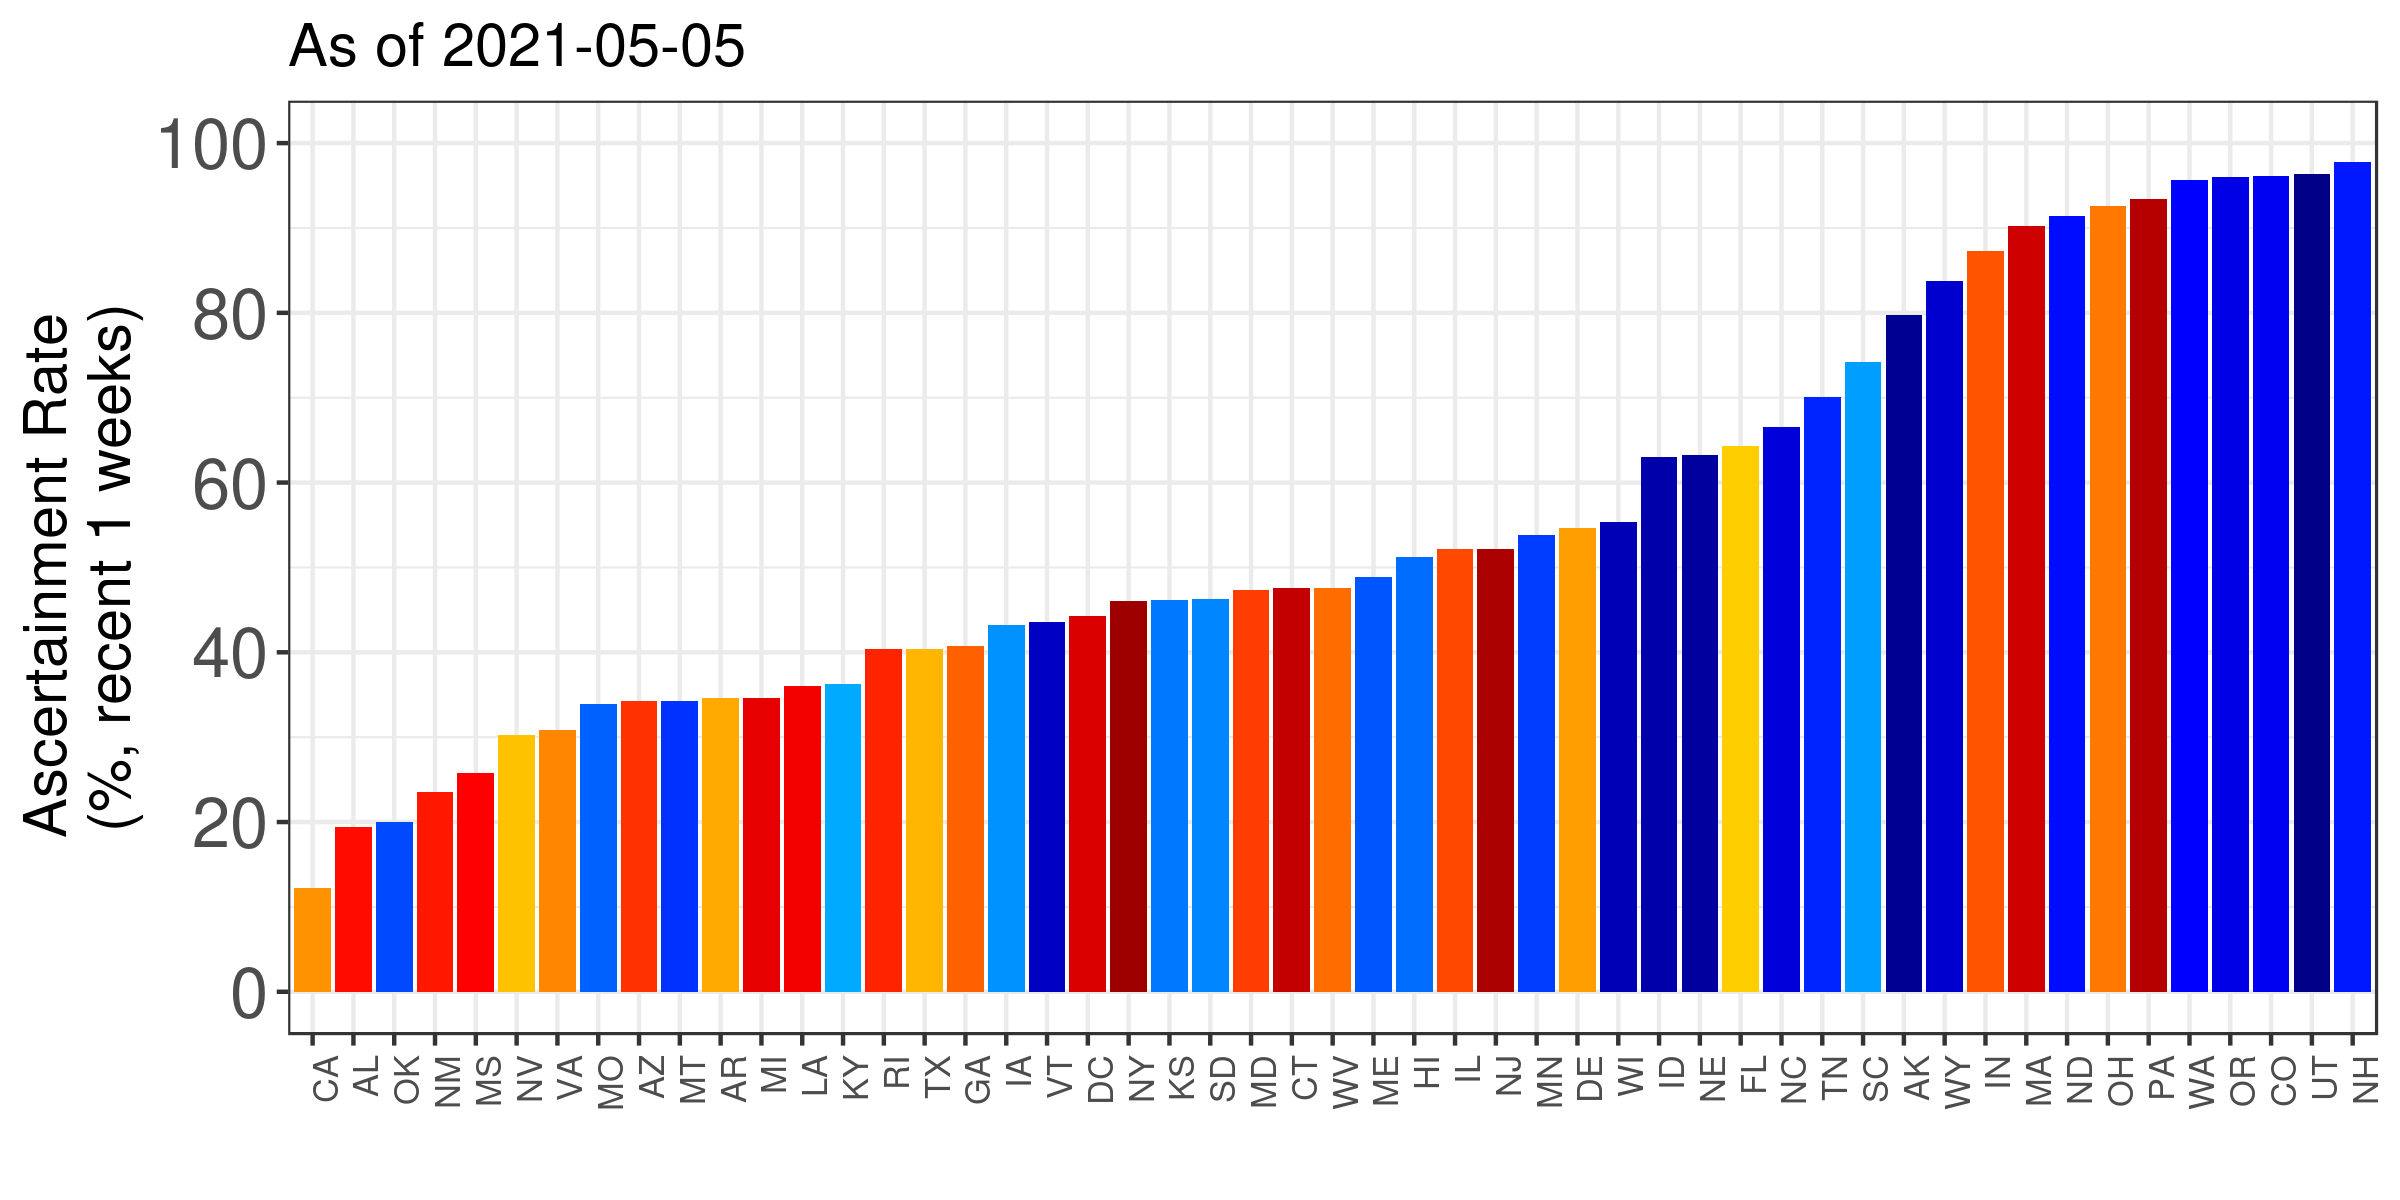 As of 2021-05-05
Ascertainment Rate
(%, recent 1 weeks)
100
80
60
40
20
0
CA AL OK NM MS NV VA MO AZ MT AR MI LA KY RI TX GA IA VT DC NY KS SD MD CT WV ME HI IL NJ MN DE WI ID NE FL NC TN SC AK WY IN MA ND OH PA WA OR CO UT NH